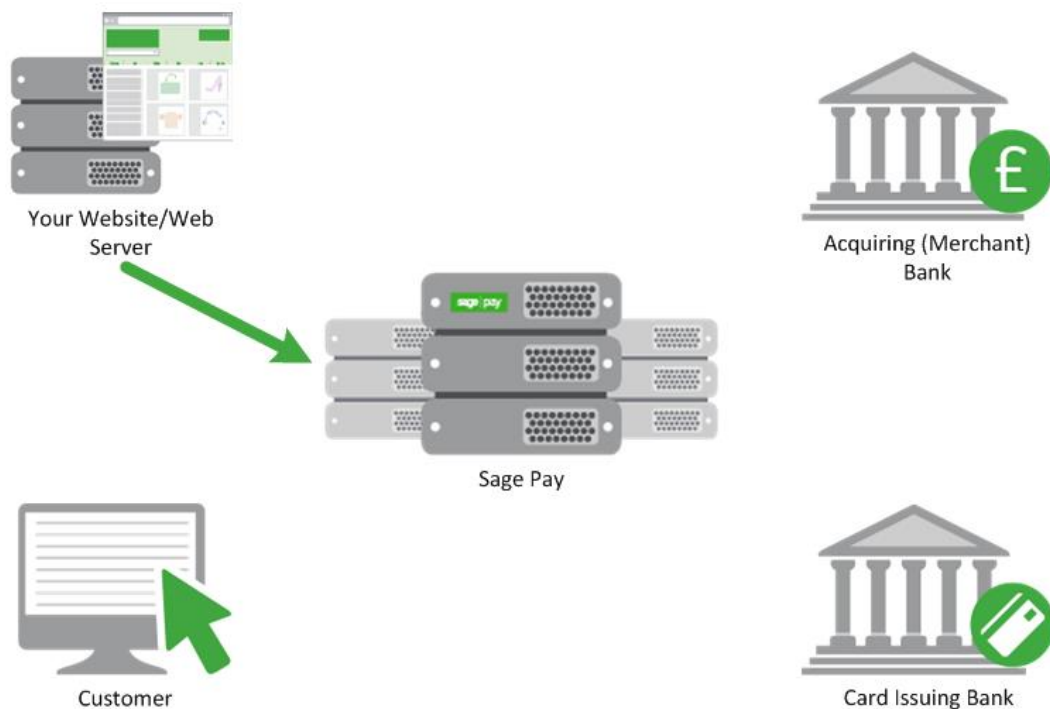 Your Website/Web
Server
£
Acquiring (Merchant)
Bank
sage pay
Sage Pay
Customer
Card Issuing Bank